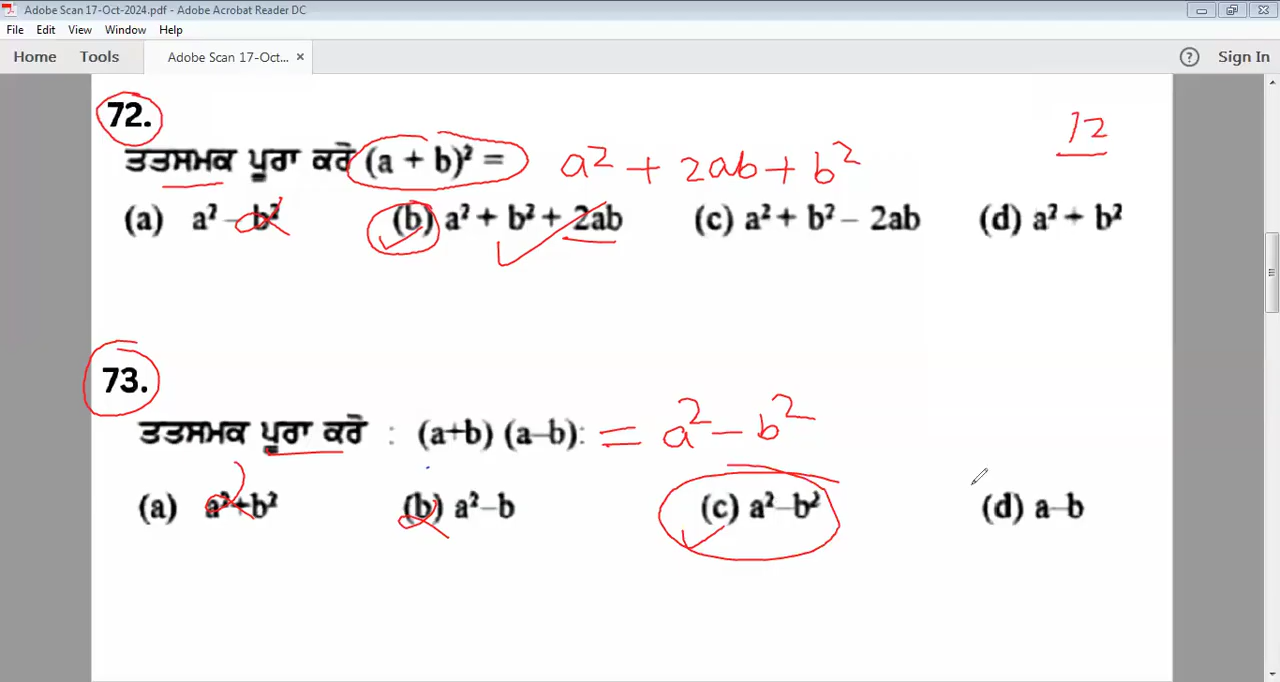 Adobe Scan 17-Oct-2024.pdf - Adobe Acrobat Reader DC
File Edit View Window Help
Home Tools Adobe Scan 17-Oct... × ? Sign In
72.
12
ਤਤਸਮਕ ਪੂਰਾ ਕਰੋ (a + b)² = a² + 2ab + b²
(a) a² – b² (b) a² + b² + 2ab (c) a² + b² – 2ab (d) a² + b²
73.
ਤਤਸਮਕ ਪੂਰਾ ਕਰੋ : (a+b) (a–b): = a² – b²
(a) a²+b² (b) a²–b (c) a²–b² (d) a–b